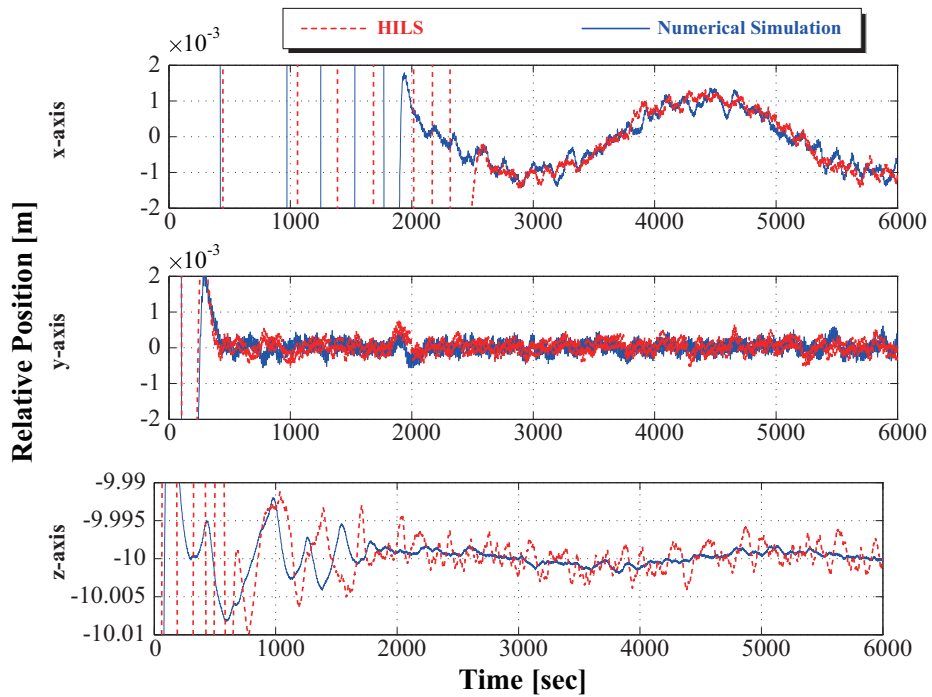 HILS Numerical Simulation
×10-3
2
1
0
-1
-2
x-axis
0 1000 2000 3000 4000 5000 6000
×10-3
2
1
0
-1
-2
y-axis
0 1000 2000 3000 4000 5000 6000
Relative Position [m]
-9.99
-9.995
-10
-10.005
-10.01
z-axis
0 1000 2000 3000 4000 5000 6000
Time [sec]